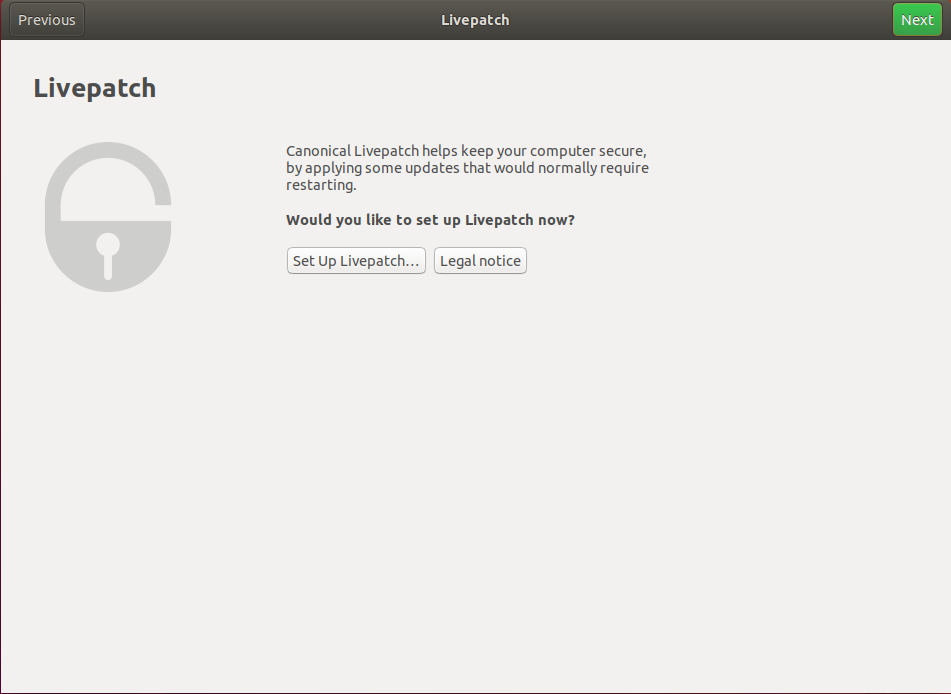 Previous
Livepatch
Next
Livepatch
Canonical Livepatch helps keep your computer secure,
by applying some updates that would normally require
restarting.
Would you like to set up Livepatch now?
Set Up Livepatch…
Legal notice